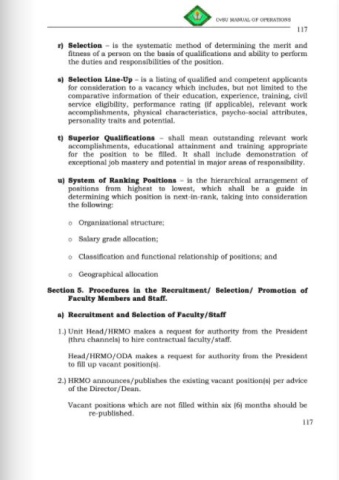 CVSU MANUAL OF OPERATIONS
117
r) Selection – is the systematic method of determining the merit and
fitness of a person on the basis of qualifications and ability to perform
the duties and responsibilities of the position.
s) Selection Line-Up – is a listing of qualified and competent applicants
for consideration to a vacancy which includes, but not limited to the
comparative information of their education, experience, training, civil
service eligibility, performance rating (if applicable), relevant work
accomplishments, physical characteristics, psycho-social attributes,
personality traits and potential.
t) Superior Qualifications – shall mean outstanding relevant work
accomplishments, educational attainment and training appropriate
for the position to be filled. It shall include demonstration of
exceptional job mastery and potential in major areas of responsibility.
u) System of Ranking Positions – is the hierarchical arrangement of
positions from highest to lowest, which shall be a guide in
determining which position is next-in-rank, taking into consideration
the following:
o Organizational structure;
o Salary grade allocation;
o Classification and functional relationship of positions; and
o Geographical allocation
Section 5. Procedures in the Recruitment/ Selection/ Promotion of
Faculty Members and Staff.
a) Recruitment and Selection of Faculty/Staff
1.) Unit Head/HRMO makes a request for authority from the President
(thru channels) to hire contractual faculty/staff.
Head/HRMO/ODA makes a request for authority from the President
to fill up vacant position(s).
2.) HRMO announces/publishes the existing vacant position(s) per advice
of the Director/Dean.
Vacant positions which are not filled within six (6) months should be
re-published.
117